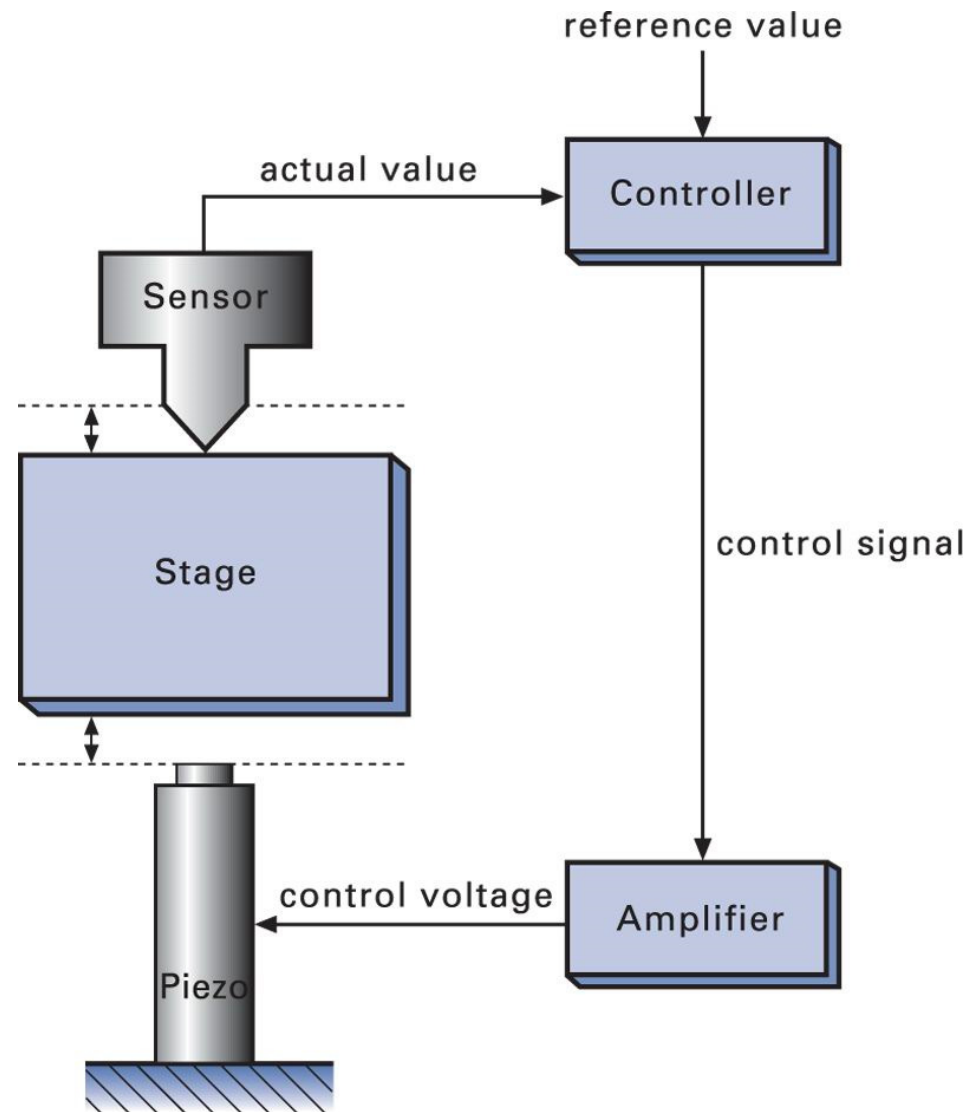 reference value
actual value
Controller
Sensor
control signal
Stage
control voltage
Amplifier
Piezo